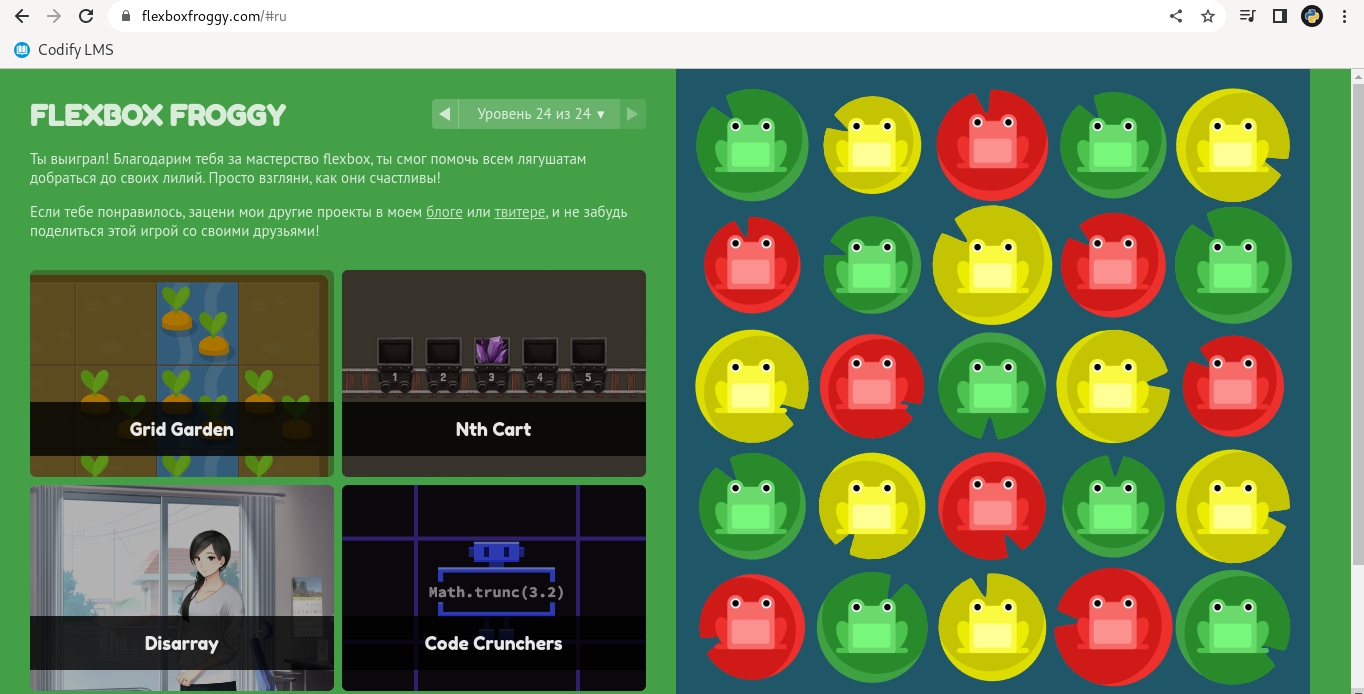 flexboxfroggy.com/#ru
Codify LMS
FLEXBOX FROGGY
◀ Уровень 24 из 24 ▼ ▶
Ты выиграл! Благодарим тебя за мастерство flexbox, ты смог помочь всем лягушатам
добраться до своих лилий. Просто взгляни, как они счастливы!
Если тебе понравилось, зацени мои другие проекты в моем блоге или твитере, и не забудь
поделиться этой игрой со своими друзьями!
1 2 3 4 5
Grid Garden
Nth Cart
Math.trunc(3.2)
Disarray
Code Crunchers